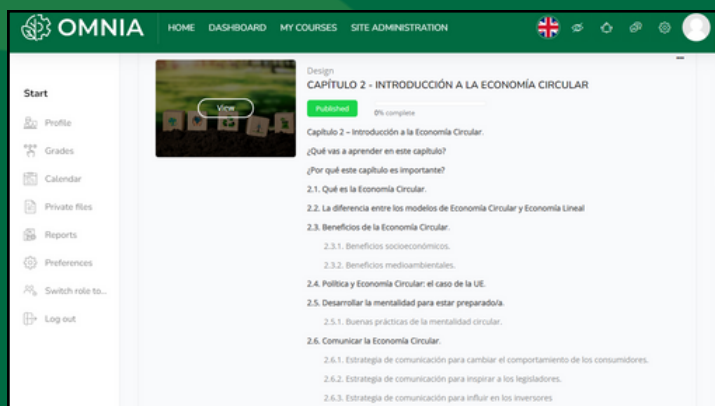 OMNIA
HOME DASHBOARD MY COURSES SITE ADMINISTRATION
Start
Profile
Grades
Calendar
Private files
Reports
Preferences
Switch role to...
Log out
View
Design
CAPÍTULO 2 - INTRODUCCIÓN A LA ECONOMÍA CIRCULAR
Published 0% complete
Capítulo 2 – Introducción a la Economía Circular.
¿Qué vas a aprender en este capítulo?
¿Por qué este capítulo es importante?
2.1. Qué es la Economía Circular.
2.2. La diferencia entre los modelos de Economía Circular y Economía Lineal
2.3. Beneficios de la Economía Circular.
2.3.1. Beneficios socioeconómicos.
2.3.2. Beneficios medioambientales.
2.4. Política y Economía Circular: el caso de la UE.
2.5. Desarrollar la mentalidad para estar preparado/a.
2.5.1. Buenas prácticas de la mentalidad circular.
2.6. Comunicar la Economía Circular.
2.6.1. Estrategia de comunicación para cambiar el comportamiento de los consumidores.
2.6.2. Estrategia de comunicación para inspirar a los legisladores.
2.6.3. Estrategia de comunicación para influir en los inversores